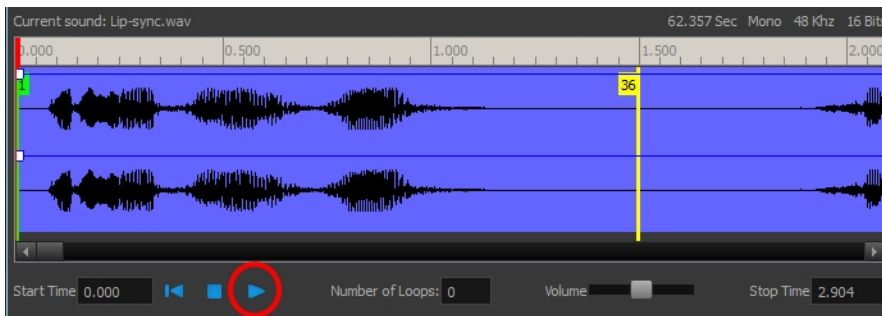 Current sound: Lip-sync.wav 62.357 Sec Mono 48 Khz 16 Bits
0.000 0.500 1.000 1.500 2.000
1 36
Start Time 0.000 Number of Loops: 0 Volume Stop Time 2.904